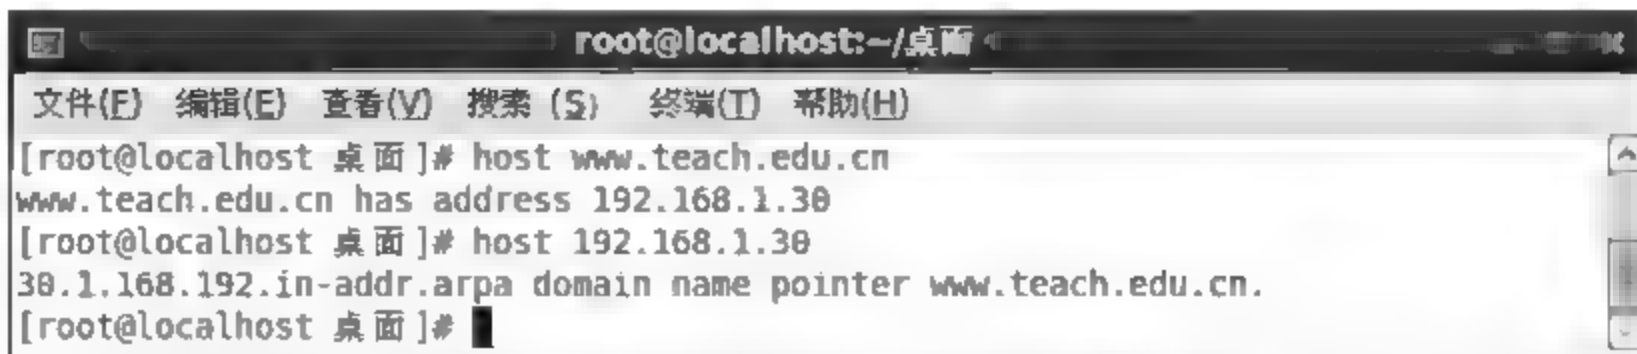 root@localhost:~/桌面
文件(F) 编辑(E) 查看(V) 搜索 (S) 终端(T) 帮助(H)
[root@localhost 桌面]# host www.teach.edu.cn
www.teach.edu.cn has address 192.168.1.30
[root@localhost 桌面]# host 192.168.1.30
30.1.168.192.in-addr.arpa domain name pointer www.teach.edu.cn.
[root@localhost 桌面]#